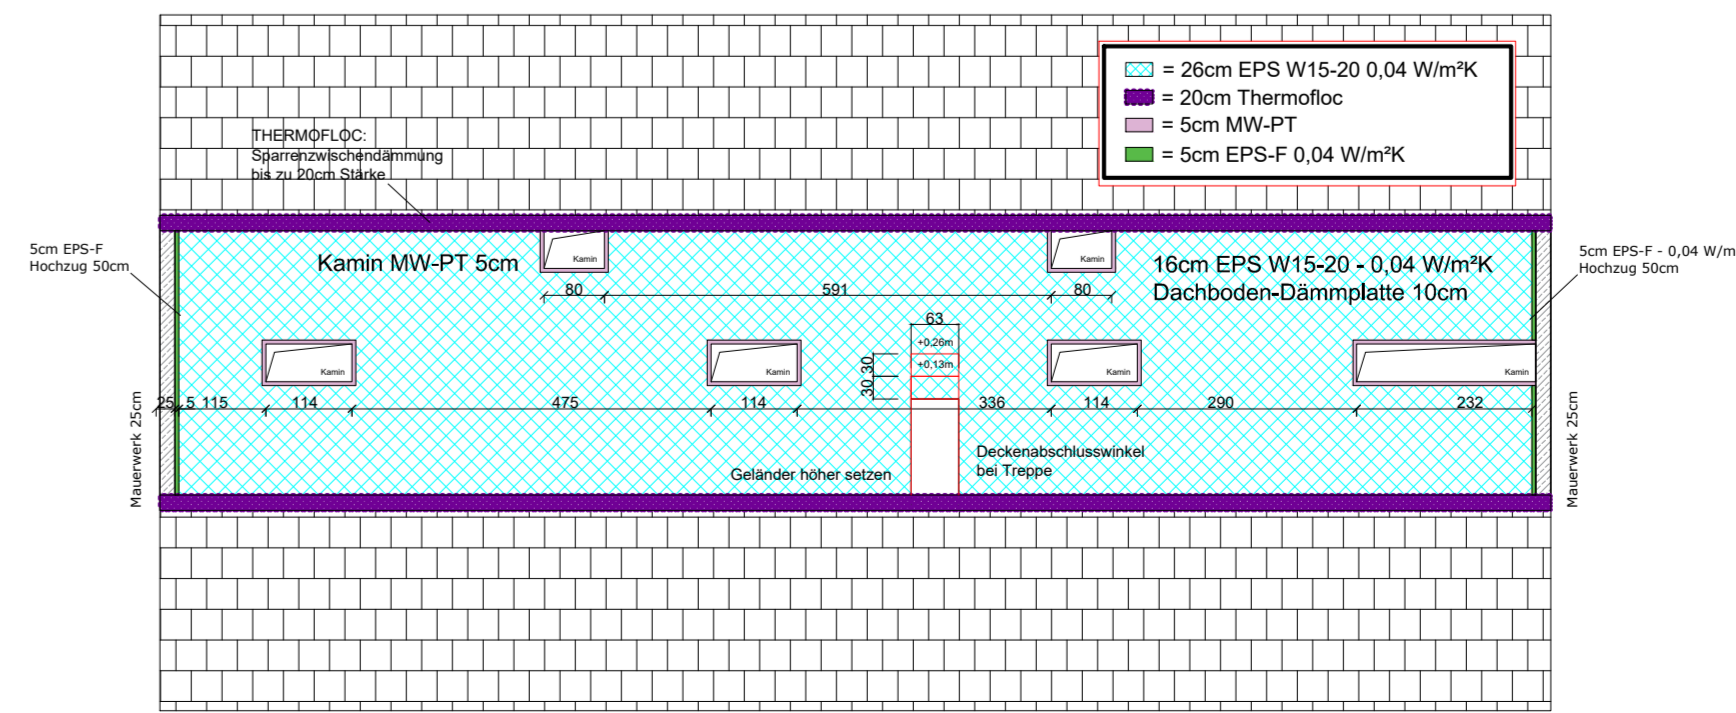 = 26cm EPS W15-20 0,04 W/m²K
= 20cm Thermofloc
= 5cm MW-PT
= 5cm EPS-F 0,04 W/m²K
THERMOFLOC:
Sparrenzwischendämmung
bis zu 20cm Stärke
5cm EPS-F
Hochzug 50cm
Kamin MW-PT 5cm
Kamin
Kamin
16cm EPS W15-20 - 0,04 W/m²K
Dachboden-Dämmplatte 10cm
5cm EPS-F - 0,04 W/m
Hochzug 50cm
80
591
80
63
+0,26m
+0,13m
30
30
Kamin
Kamin
Kamin
Kamin
25
5
115
114
475
114
336
114
290
232
Mauerwerk 25cm
Geländer höher setzen
Deckenabschlusswinkel
bei Treppe
Mauerwerk 25cm